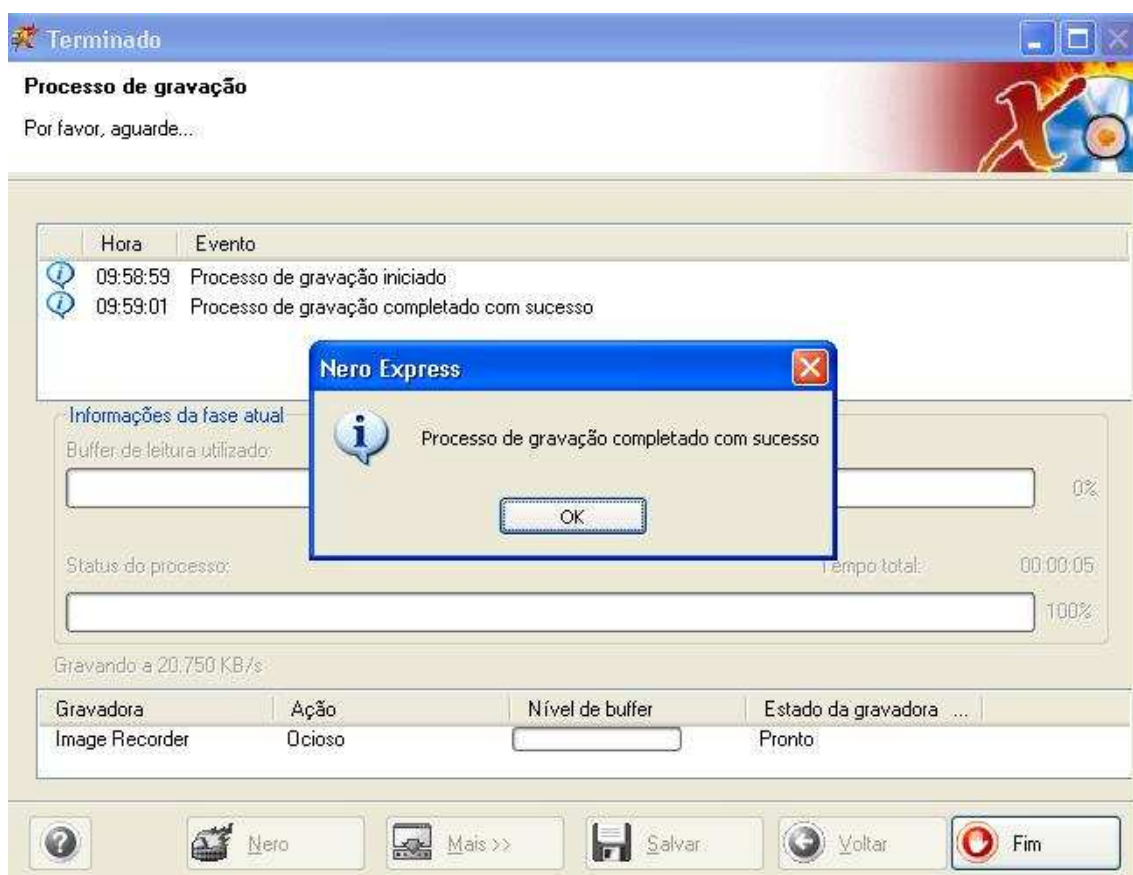 Terminado
Processo de gravação
Por favor, aguarde...
Hora Evento
09:58:59 Processo de gravação iniciado
09:59:01 Processo de gravação completado com sucesso
Nero Express
Processo de gravação completado com sucesso
OK
Informações da fase atual
Buffer de leitura utilizado:
0%
Status do processo:
Tempo total: 00:00:05
100%
Gravando a 20.750 KB/s
Gravadora Ação Nível de buffer Estado da gravadora ...
Image Recorder Ocioso Pronto
Nero Mais >> Salvar Voltar Fim